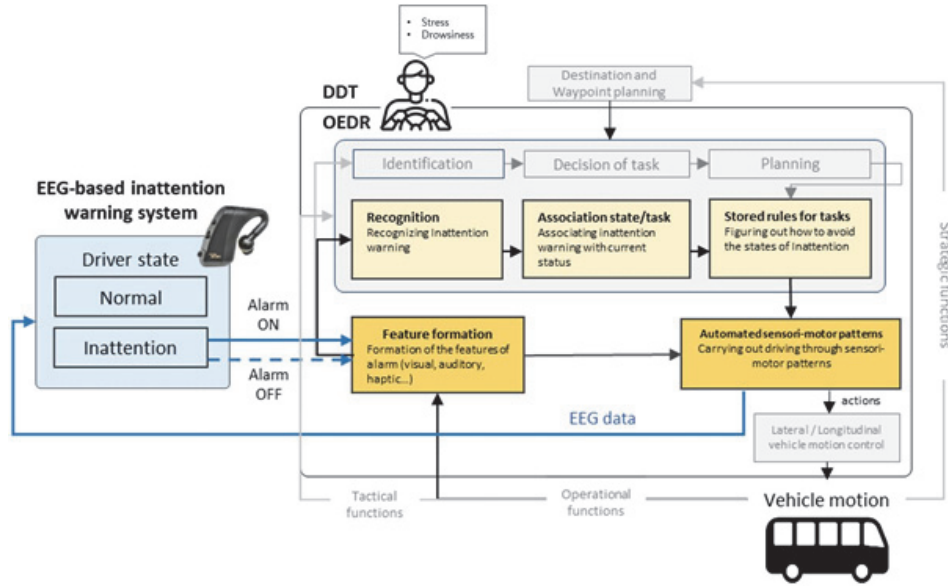 • Stress
• Drowsiness
DDT
OEDR
Destination and
Waypoint planning
Identification
Decision of task
Planning
EEG-based inattention
warning system
Driver state
Normal
Inattention
Alarm
ON
Alarm
OFF
Recognition
Recognizing Inattention
warning
Association state/task
Associating inattention
warning with current
status
Stored rules for tasks
Figuring out how to avoid
the states of Inattention
Feature formation
Formation of the features of
alarm (visual, auditory,
haptic...)
Automated sensori-motor patterns
Carrying out driving through sensori-
motor patterns
EEG data
actions
Lateral / Longitudinal
vehicle motion control
Strategic functions
Tactical
functions
Operational
functions
Vehicle motion